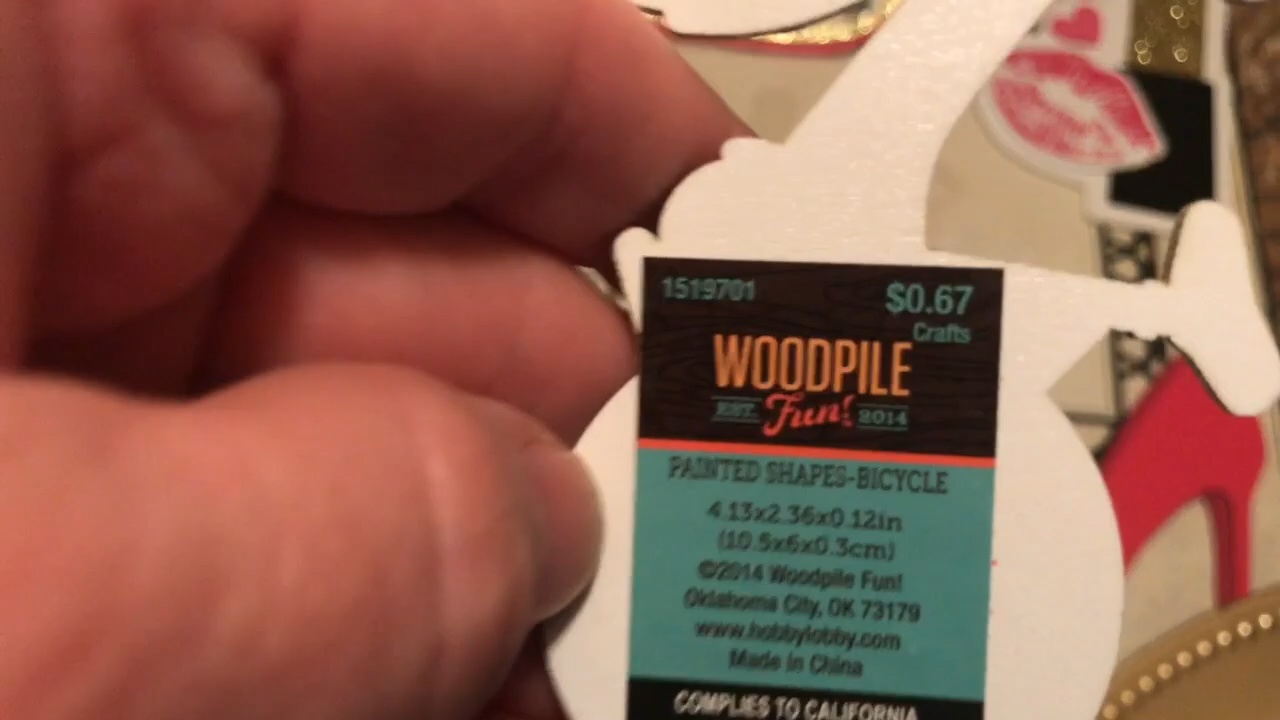 1519701
$0.67
Crafts
WOODPILE
EST. Fun! 2014
PAINTED SHAPES-BICYCLE
4.13x2.36x0.12in
(10.5x6x0.3cm)
©2014 Woodpile Fun!
Oklahoma City, OK 73179
www.hobbylobby.com
Made in China
COMPLIES TO CALIFORNIA